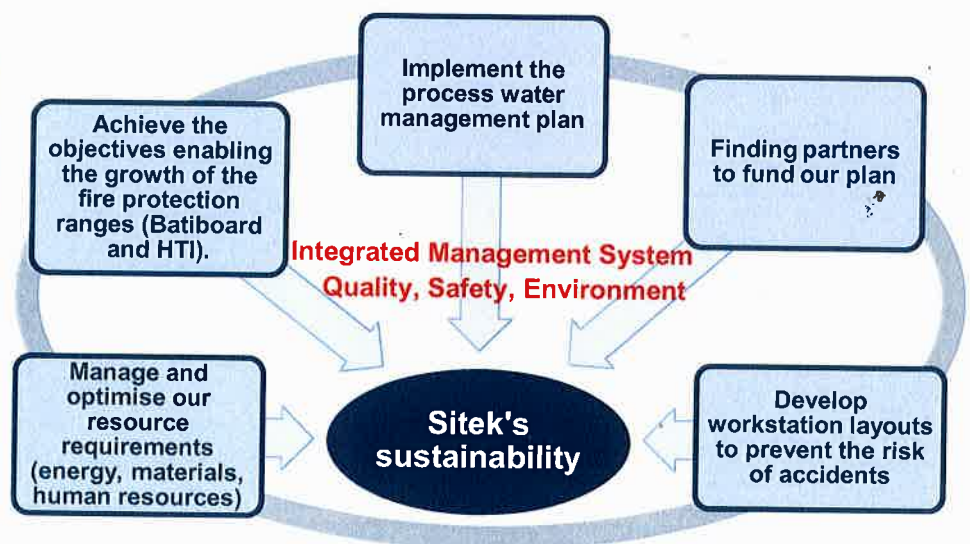 Implement the
process water
management plan
Achieve the
objectives enabling
the growth of the
fire protection
ranges (Batiboard
and HTI).
Finding partners
to fund our plan
Integrated Management System
Quality, Safety, Environment
Manage and
optimise our
resource
requirements
(energy, materials,
human resources)
Sitek's
sustainability
Develop
workstation layouts
to prevent the risk
of accidents